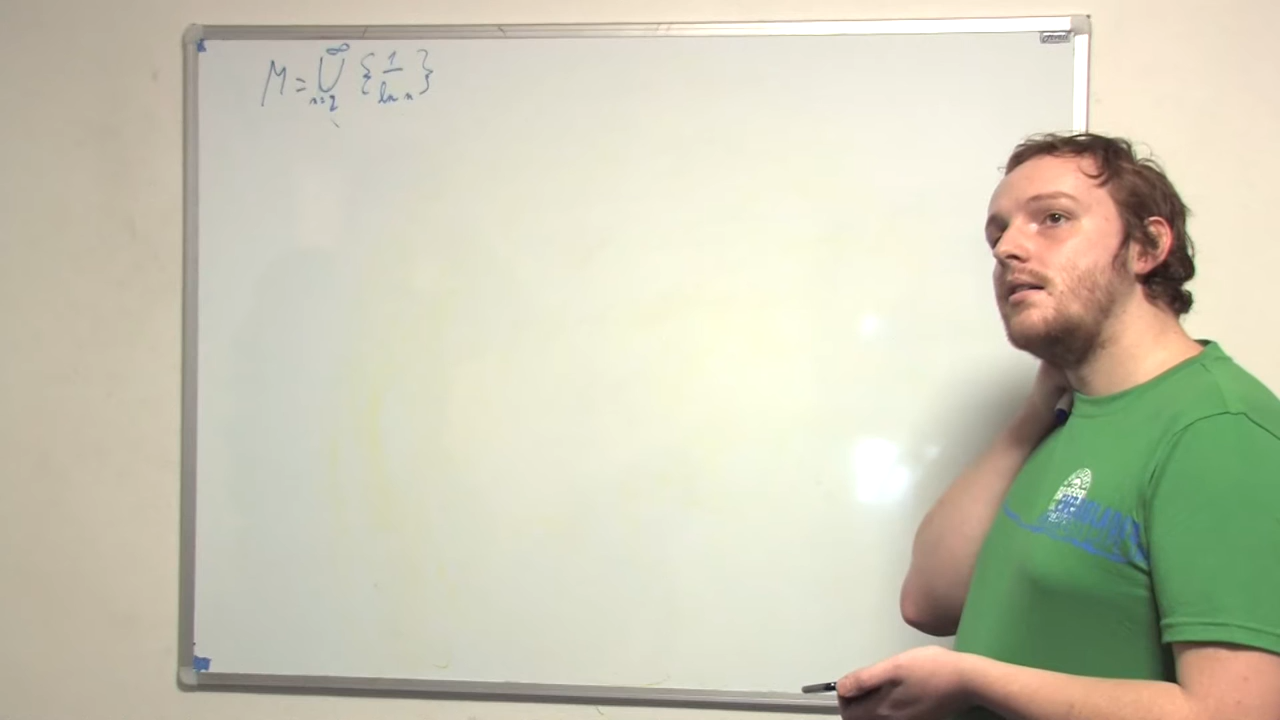 M = ∞⋃n=2 {1/ln n}